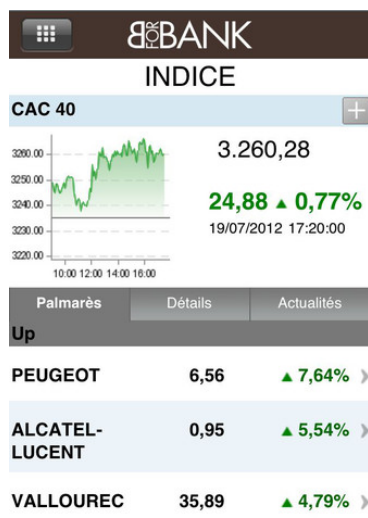 BforBANK
INDICE
CAC 40
3260.00
3250.00
3240.00
3230.00
3220.00
10:00 12:00 14:00 16:00
3.260,28
24,88 ▲ 0,77%
19/07/2012 17:20:00
Palmarès Détails Actualités
Up
PEUGEOT 6,56 ▲ 7,64%
ALCATEL-
LUCENT 0,95 ▲ 5,54%
VALLOUREC 35,89 ▲ 4,79%